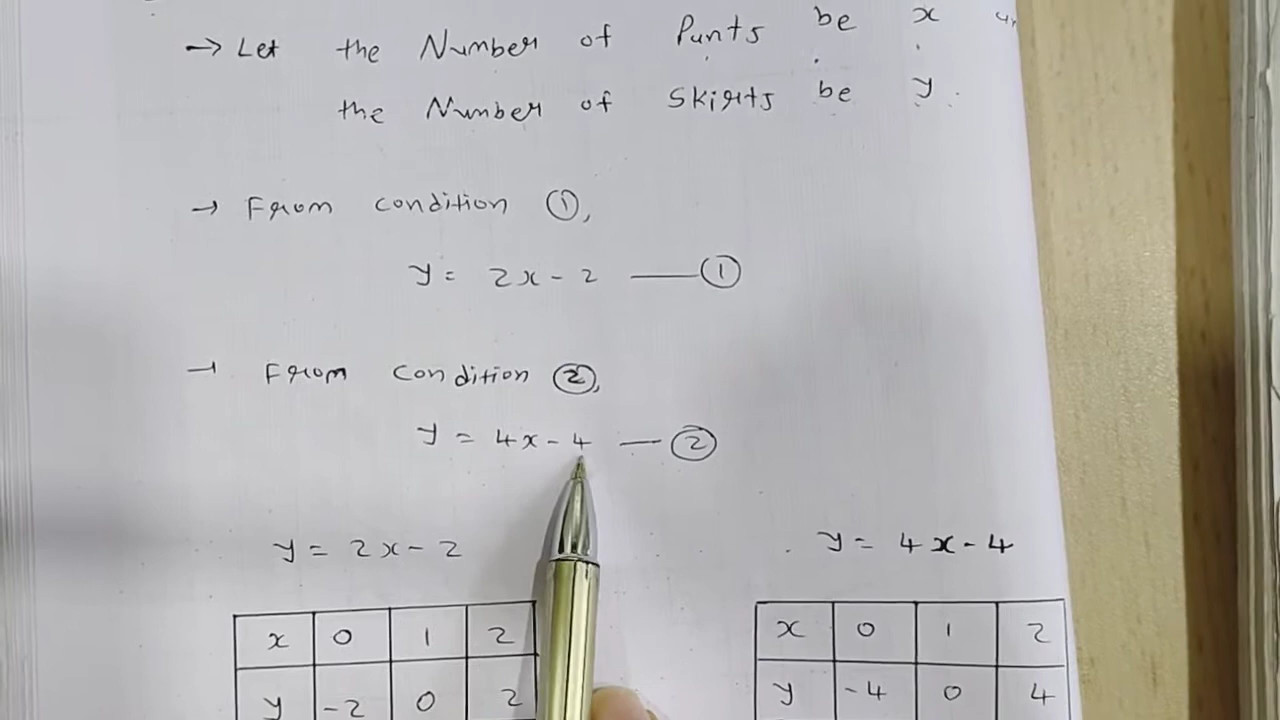 → Let the Number of Pants be x
the Number of Skirts be y.
→ From condition ①,
y = 2x - 2 —— ①
→ From condition ②,
y = 4x - 4 — ②
y = 2x - 2
y = 4x - 4
x 0 1 2
y -2 0 2
x 0 1 2
y -4 0 4